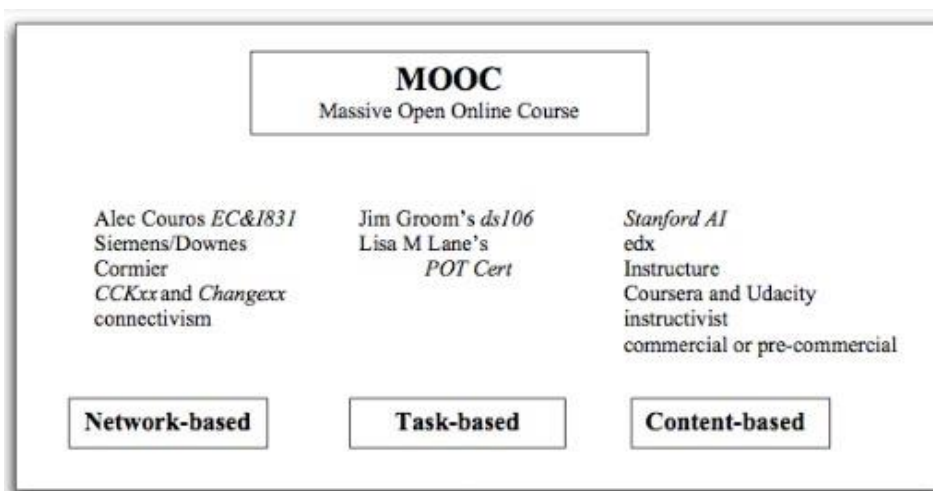 MOOC
Massive Open Online Course
Alec Couros EC&I831
Siemens/Downes
Cormier
CCKxx and Changexx
connectivism
Jim Groom's ds106
Lisa M Lane's
POT Cert
Stanford AI
edx
Instructure
Coursera and Udacity
instructivist
commercial or pre-commercial
Network-based
Task-based
Content-based